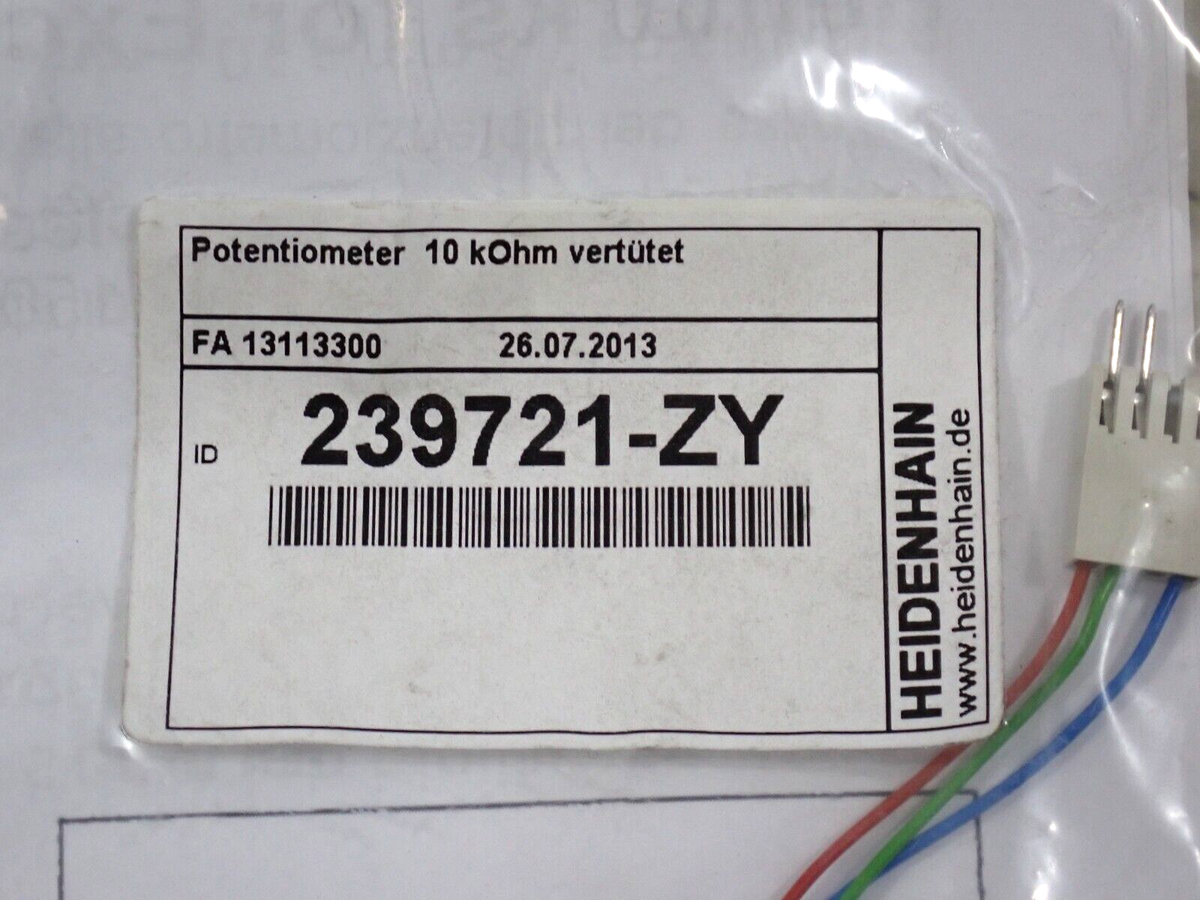 Potentiometer 10 kOhm vertütet
FA 13113300 26.07.2013
ID 239721-ZY
HEIDENHAIN
www.heidenhain.de